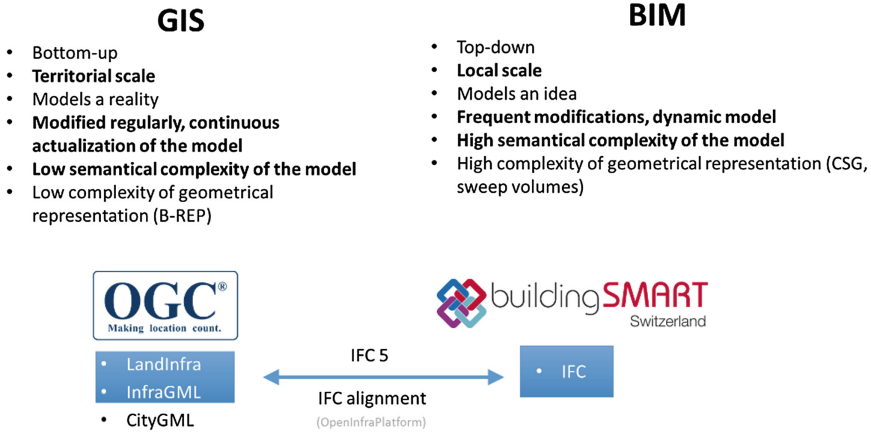 GIS
• Bottom-up
• Territorial scale
• Models a reality
• Modified regularly, continuous
actualization of the model
• Low semantical complexity of the model
• Low complexity of geometrical
representation (B-REP)
BIM
• Top-down
• Local scale
• Models an idea
• Frequent modifications, dynamic model
• High semantical complexity of the model
• High complexity of geometrical representation (CSG,
sweep volumes)
OGC®
Making location count.
buildingSMART
Switzerland
• LandInfra
• InfraGML
• CityGML
IFC 5
IFC alignment
(OpenInfraPlatform)
• IFC